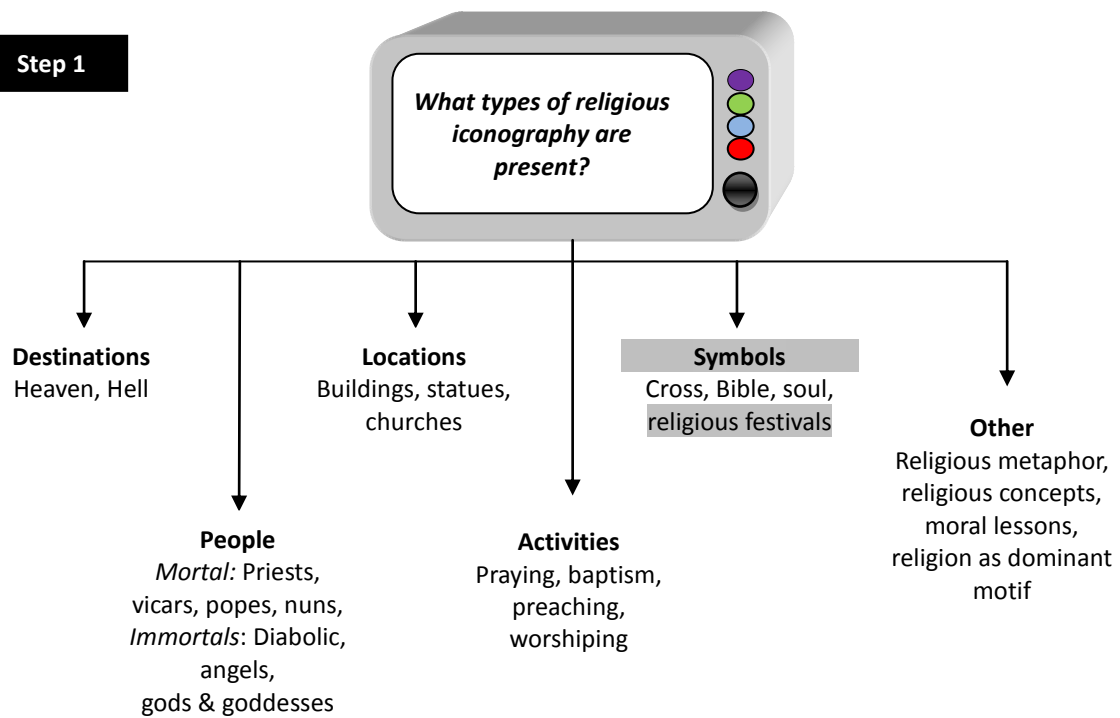 Step 1
What types of religious
iconography are
present?
Destinations
Heaven, Hell
Locations
Buildings, statues,
churches
Symbols
Cross, Bible, soul,
religious festivals
Other
Religious metaphor,
religious concepts,
moral lessons,
religion as dominant
motif
People
Mortal: Priests,
vicars, popes, nuns,
Immortals: Diabolic,
angels,
gods & goddesses
Activities
Praying, baptism,
preaching,
worshiping